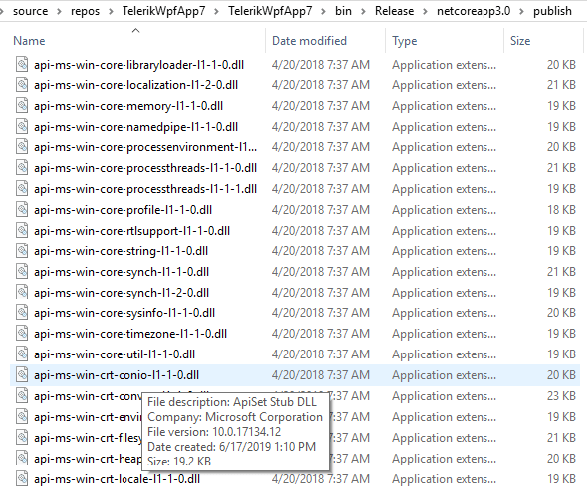 source > repos > TelerikWpfApp7 > TelerikWpfApp7 > bin > Release > netcoreapp3.0 > publish
Name Date modified Type Size
api-ms-win-core-libraryloader-l1-1-0.dll 4/20/2018 7:37 AM Application extens... 20 KB
api-ms-win-core-localization-l1-2-0.dll 4/20/2018 7:37 AM Application extens... 21 KB
api-ms-win-core-memory-l1-1-0.dll 4/20/2018 7:37 AM Application extens... 19 KB
api-ms-win-core-namedpipe-l1-1-0.dll 4/20/2018 7:37 AM Application extens... 19 KB
api-ms-win-core-processenvironment-l1... 4/20/2018 7:37 AM Application extens... 20 KB
api-ms-win-core-processthreads-l1-1-0.dll 4/20/2018 7:37 AM Application extens... 21 KB
api-ms-win-core-processthreads-l1-1-1.dll 4/20/2018 7:37 AM Application extens... 19 KB
api-ms-win-core-profile-l1-1-0.dll 4/20/2018 7:37 AM Application extens... 18 KB
api-ms-win-core-rtlsupport-l1-1-0.dll 4/20/2018 7:37 AM Application extens... 19 KB
api-ms-win-core-string-l1-1-0.dll 4/20/2018 7:37 AM Application extens... 19 KB
api-ms-win-core-synch-l1-1-0.dll 4/20/2018 7:37 AM Application extens... 21 KB
api-ms-win-core-synch-l1-2-0.dll 4/20/2018 7:37 AM Application extens... 19 KB
api-ms-win-core-sysinfo-l1-1-0.dll 4/20/2018 7:37 AM Application extens... 20 KB
api-ms-win-core-timezone-l1-1-0.dll 4/20/2018 7:37 AM Application extens... 19 KB
api-ms-win-core-util-l1-1-0.dll 4/20/2018 7:37 AM Application extens... 19 KB
api-ms-win-crt-conio-l1-1-0.dll 4/20/2018 7:37 AM Application extens... 20 KB
api-ms-win-crt-conv 4/20/2018 7:37 AM Application extens... 23 KB
File description: ApiSet Stub DLL
api-ms-win-crt-envir Company: Microsoft Corporation 7:37 AM Application extens... 19 KB
File version: 10.0.17134.12
api-ms-win-crt-filesy 7:37 AM Application extens... 21 KB
Date created: 6/17/2019 1:10 PM
api-ms-win-crt-heap Size: 19.2 KB 7:37 AM Application extens... 20 KB
api-ms-win-crt-locale-l1-1-0.dll 4/20/2018 7:37 AM Application extens... 19 KB